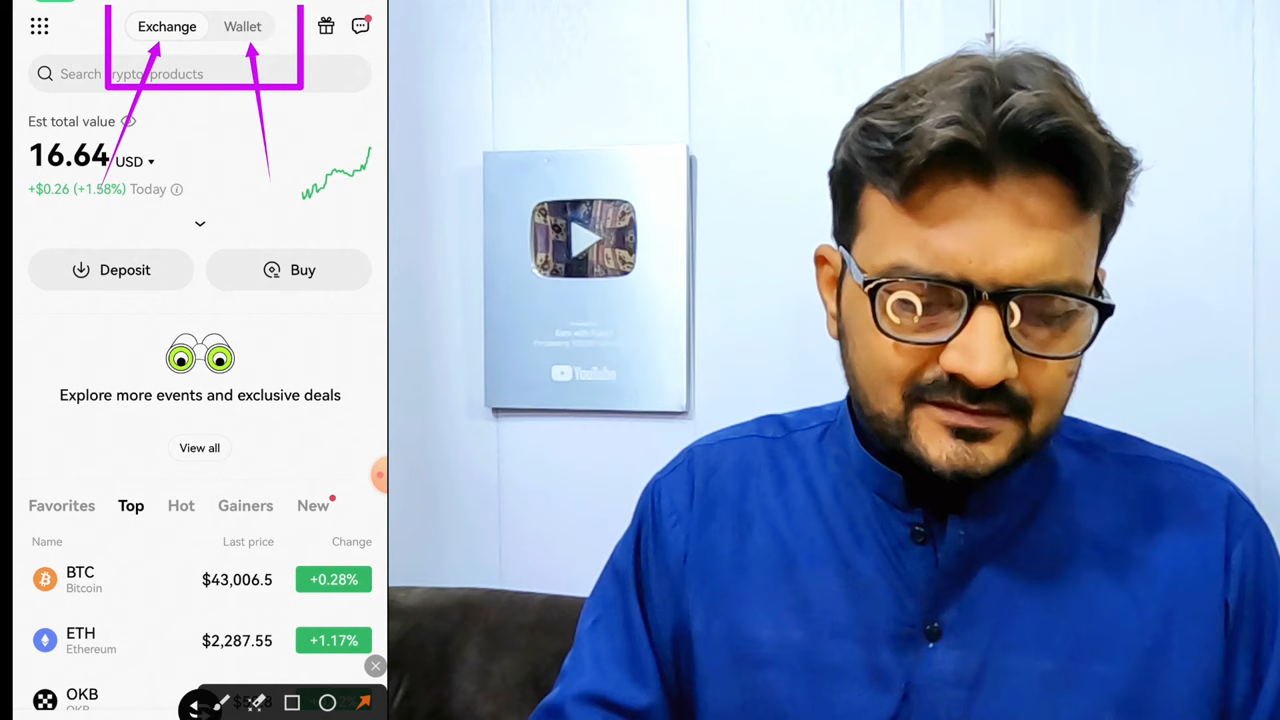 Exchange Wallet
Search crypto products
Est total value
16.64 USD
+$0.26 (+1.58%) Today
Deposit Buy
Explore more events and exclusive deals
View all
Favorites Top Hot Gainers New
Name Last price Change
BTC $43,006.5 +0.28%
Bitcoin
ETH $2,287.55 +1.17%
Ethereum
OKB
YouTube